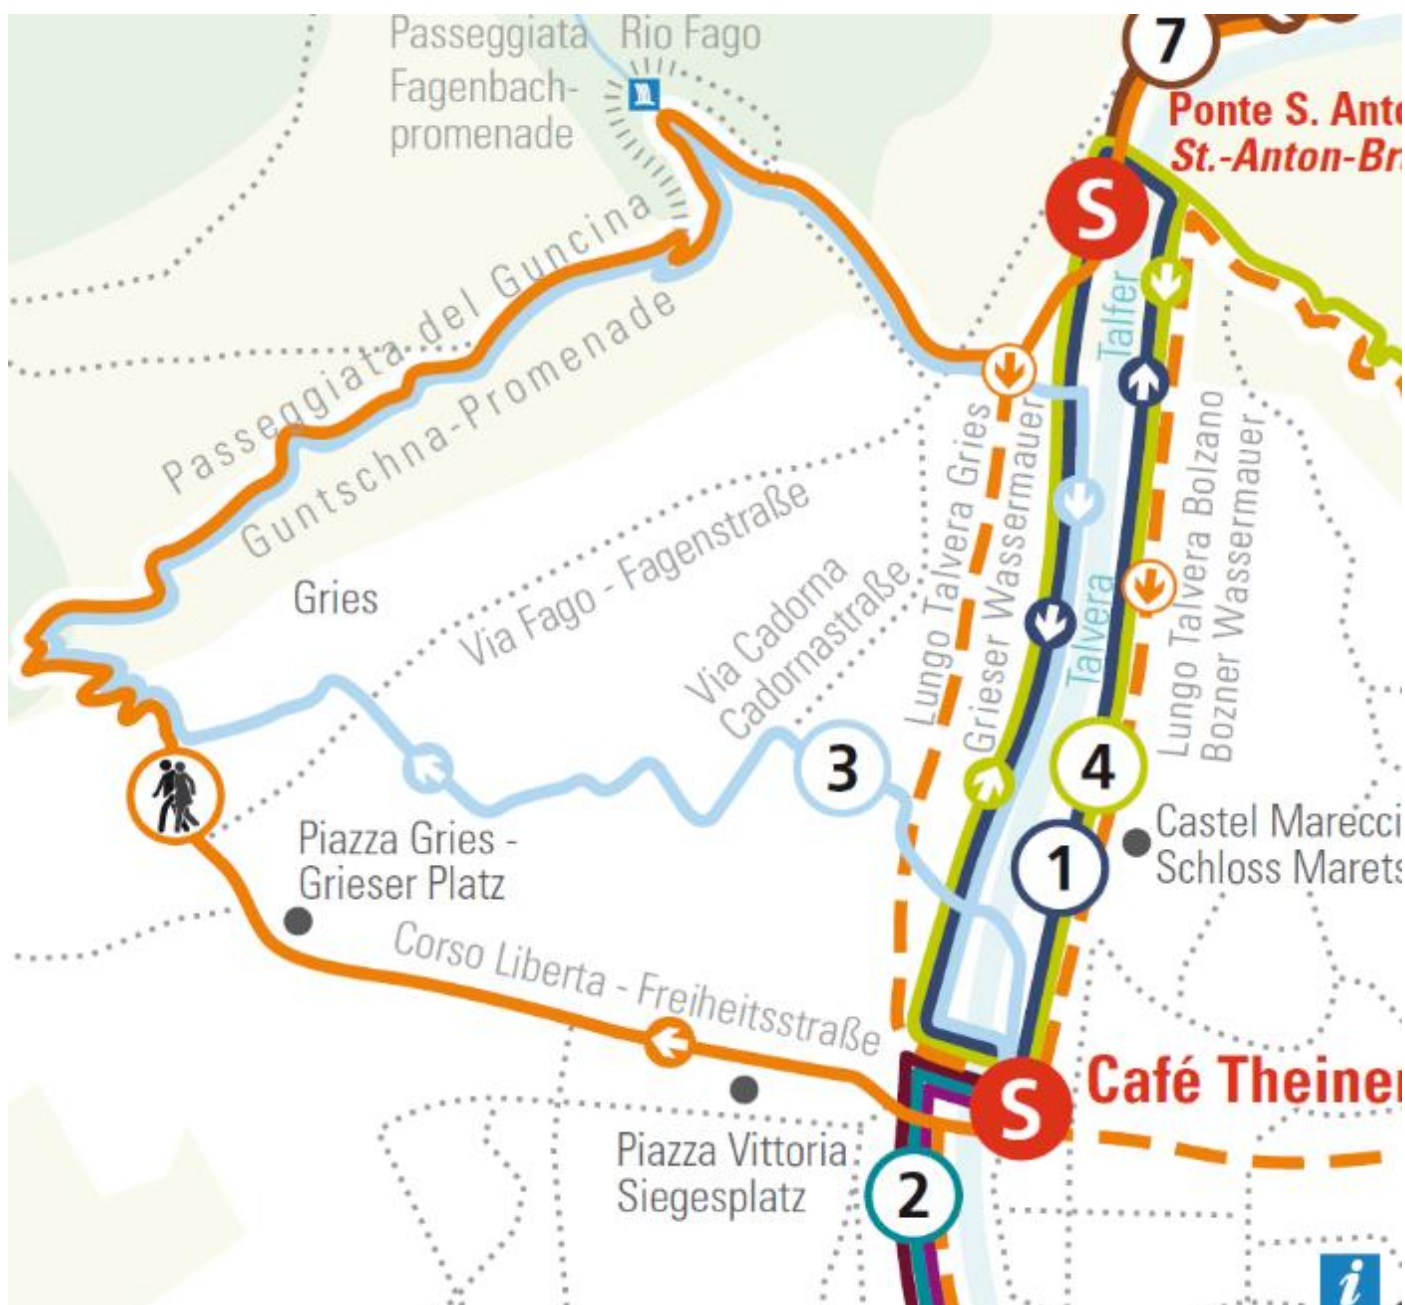 Passeggiata Rio Fago
Fagenbach-
promenade
7
Ponte S. Anto
St.-Anton-Br
S
Passeggiata del Guncina
Guntschna-Promenade
Talfer
Lungo Talvera Gries
Grieser Wassermauer
Lungo Talvera Bolzano
Bozner Wassermauer
Via Fago - Fagenstraße
Gries
Via Cadorna
Cadornastraße
Talvera
3
4
1
Castel Marecci
Schloss Marets
Piazza Gries -
Grieser Platz
Corso Liberta - Freiheitsstraße
Café Theiner
S
Piazza Vittoria
Siegesplatz
2
i